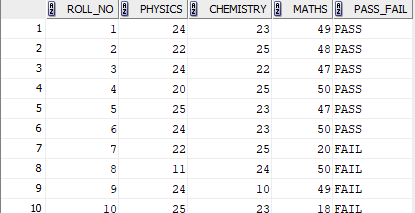 ROLL_NO PHYSICS CHEMISTRY MATHS PASS_FAIL
1 1 24 23 49 PASS
2 2 22 25 48 PASS
3 3 24 22 47 PASS
4 4 20 25 50 PASS
5 5 25 23 47 PASS
6 6 24 23 50 PASS
7 7 22 25 20 FAIL
8 8 11 24 50 FAIL
9 9 24 10 49 FAIL
10 10 25 23 18 FAIL